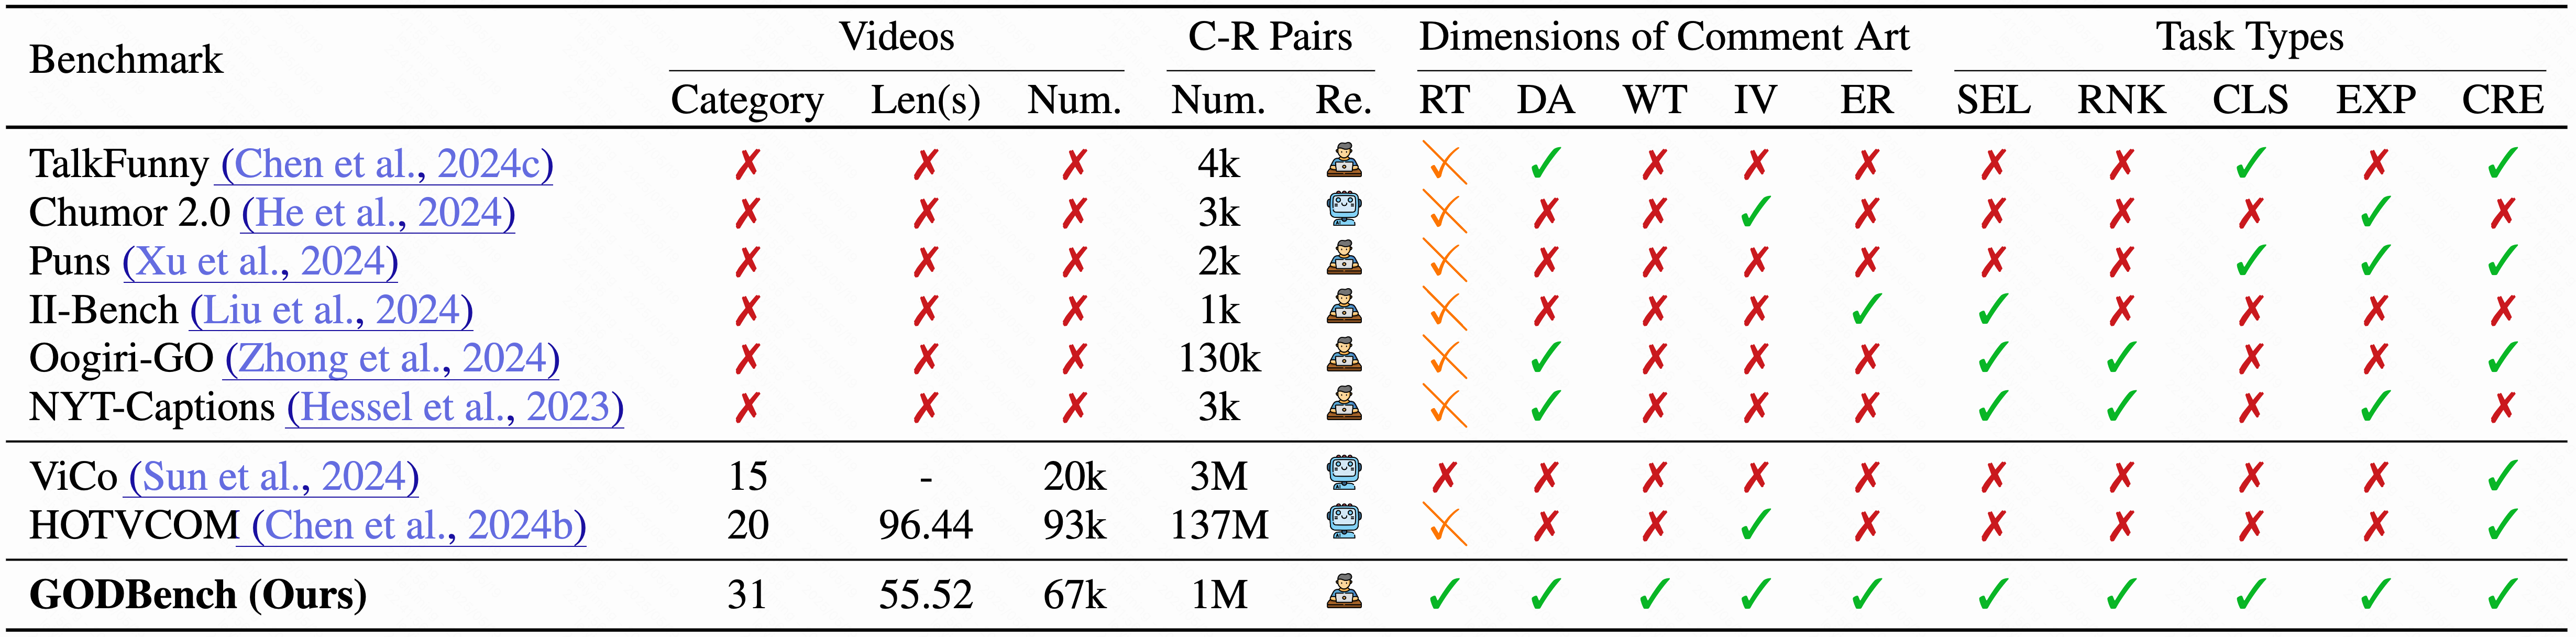 Benchmark Videos C-R Pairs Dimensions of Comment Art Task Types
Category Len(s) Num. Num. Re. RT DA WT IV ER SEL RNK CLS EXP CRE
TalkFunny (Chen et al., 2024c) ✗ ✗ ✗ 4k ✓ ✗ ✗ ✗ ✗ ✗ ✓ ✗ ✓
Chumor 2.0 (He et al., 2024) ✗ ✗ ✗ 3k ✗ ✗ ✓ ✗ ✗ ✗ ✗ ✓ ✗
Puns (Xu et al., 2024) ✗ ✗ ✗ 2k ✗ ✗ ✗ ✗ ✗ ✗ ✓ ✓ ✓
II-Bench (Liu et al., 2024) ✗ ✗ ✗ 1k ✗ ✗ ✗ ✓ ✓ ✗ ✗ ✗ ✗
Oogiri-GO (Zhong et al., 2024) ✗ ✗ ✗ 130k ✓ ✗ ✗ ✗ ✓ ✓ ✗ ✗ ✓
NYT-Captions (Hessel et al., 2023) ✗ ✗ ✗ 3k ✓ ✗ ✗ ✗ ✓ ✓ ✗ ✓ ✗
ViCo (Sun et al., 2024) 15 - 20k 3M ✗ ✗ ✗ ✗ ✗ ✗ ✗ ✗ ✗ ✓
HOTVCOM (Chen et al., 2024b) 20 96.44 93k 137M ✗ ✗ ✓ ✗ ✗ ✗ ✗ ✗ ✓
GODBench (Ours) 31 55.52 67k 1M ✓ ✓ ✓ ✓ ✓ ✓ ✓ ✓ ✓ ✓